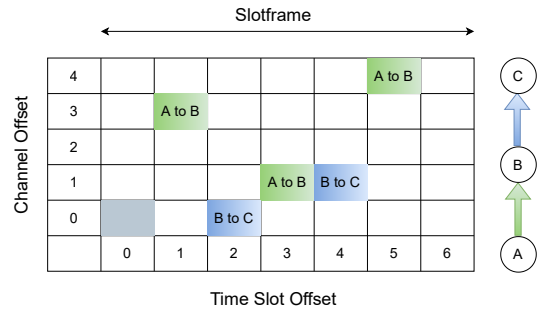 Slotframe
4 A to B C
3 A to B
2
B
1 A to B B to C
0 B to C
A
0 1 2 3 4 5 6
Channel Offset
Time Slot Offset